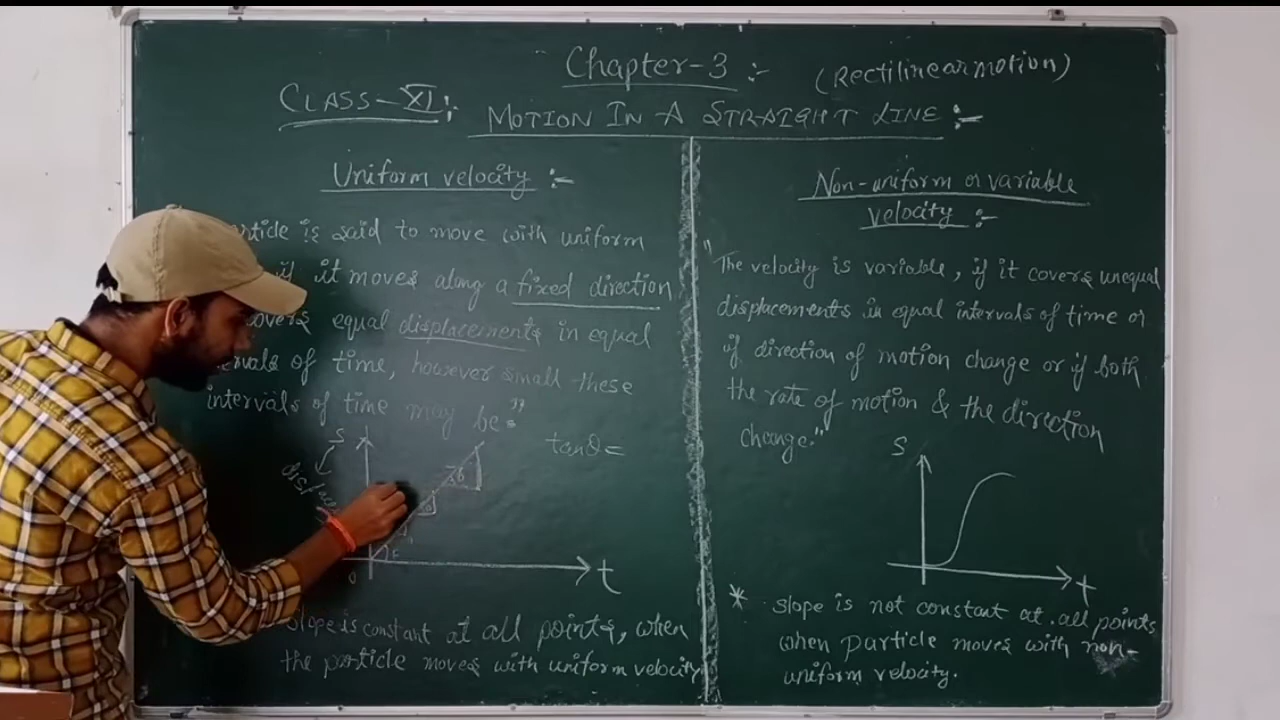 Chapter-3 :-
(Rectilinear motion)
CLASS-XI :
MOTION IN A STRAIGHT LINE :-
Uniform velocity :-
is said to move with uniform
if it moves along a fixed direction
covers equal displacements in equal
of time, however small these
intervals of time may be"
S
tanθ=
θ
θ
O
t
Slope is constant at all points, when
the particle moves with uniform velocity
Non-uniform or variable
velocity :-
"The velocity is variable, if it covers unequal
displacements in equal intervals of time or
if direction of motion change or if both
the rate of motion & the direction
change."
S
t
* Slope is not constant at all points
when particle moves with non-
uniform velocity.